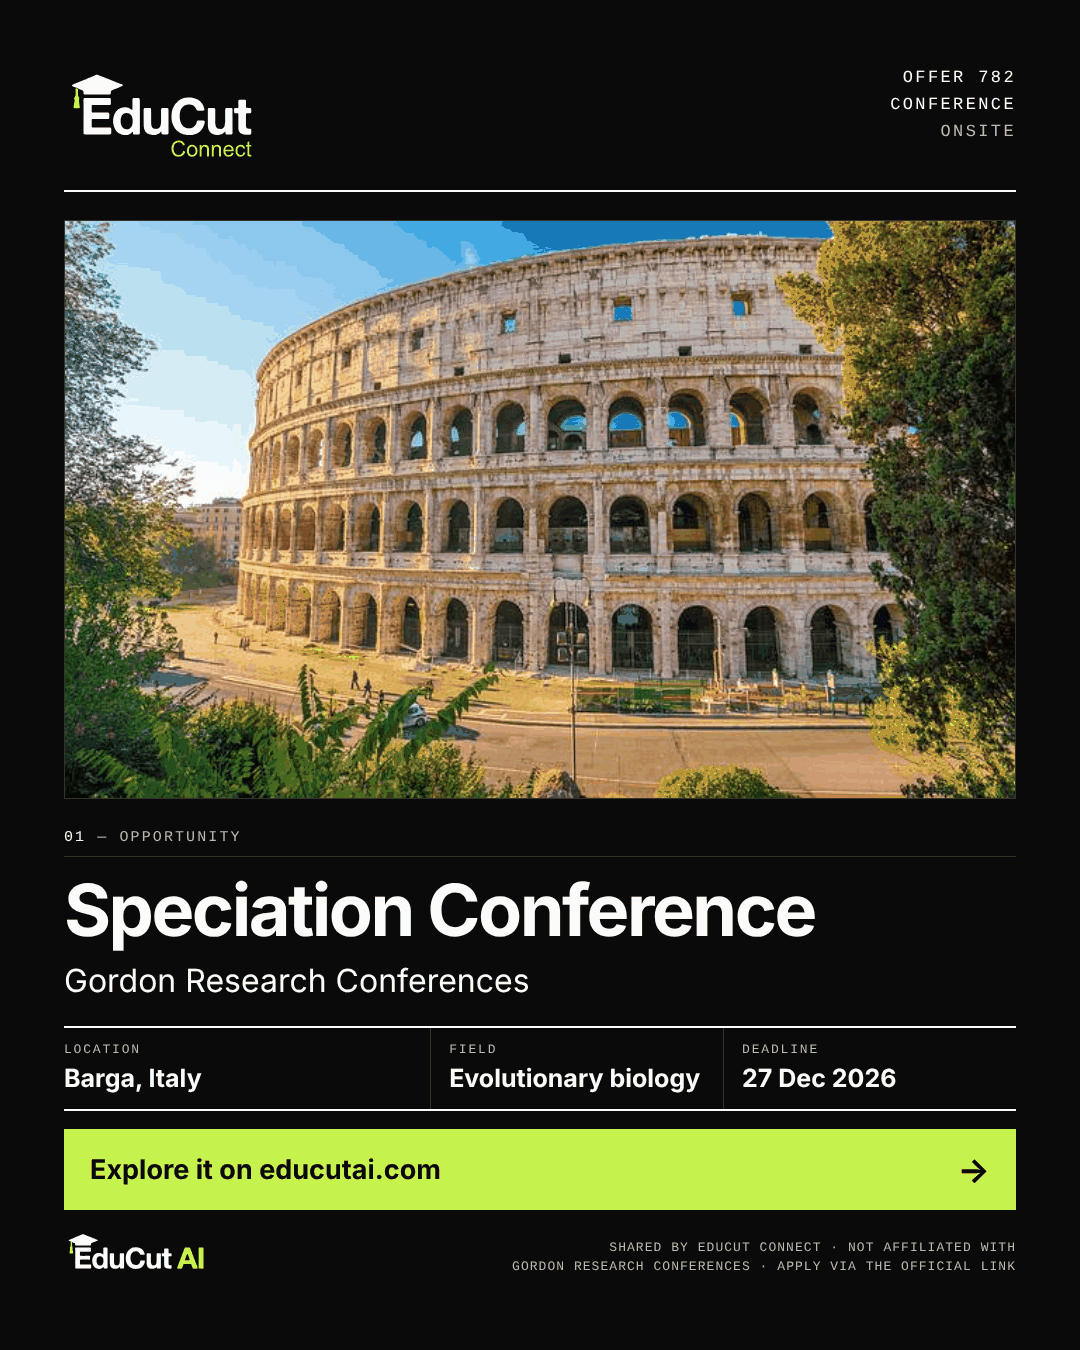 EduCut
Connect
OFFER 782
CONFERENCE
ONSITE
01 — OPPORTUNITY
Speciation Conference
Gordon Research Conferences
LOCATION
Barga, Italy
FIELD
Evolutionary biology
DEADLINE
27 Dec 2026
Explore it on educutai.com →
EduCut AI
SHARED BY EDUCUT CONNECT · NOT AFFILIATED WITH
GORDON RESEARCH CONFERENCES · APPLY VIA THE OFFICIAL LINK